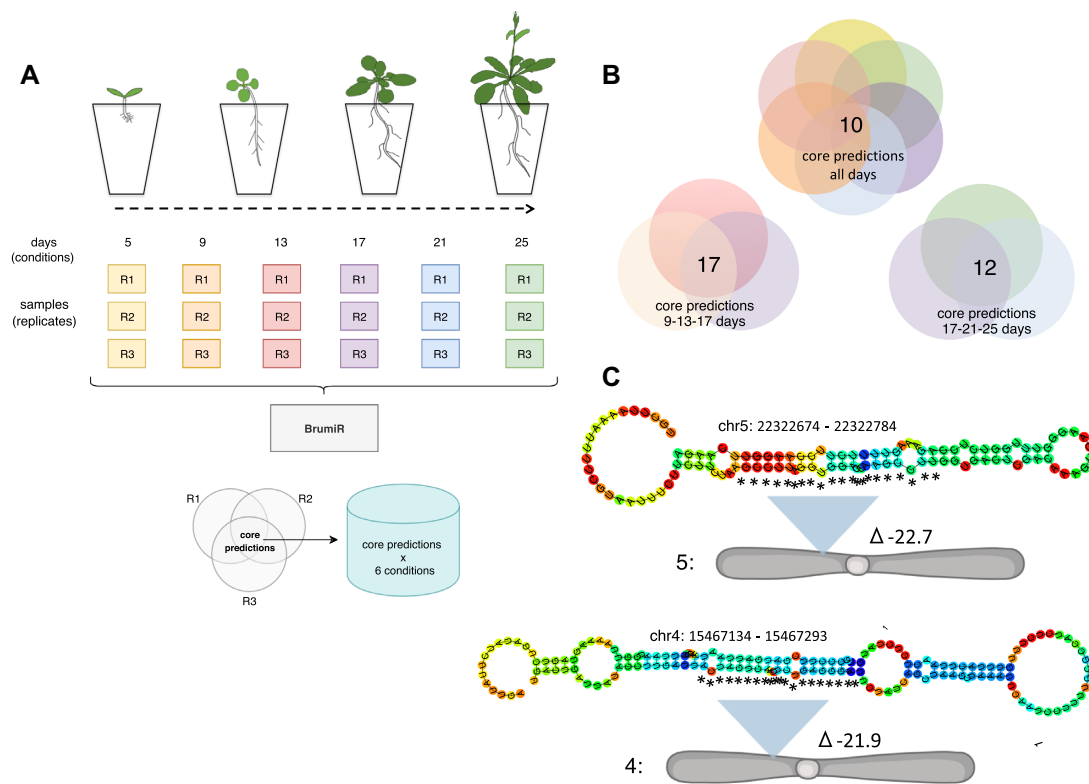 A
days
(conditions)
5 9 13 17 21 25
samples
(replicates)
R1 R1 R1 R1 R1 R1
R2 R2 R2 R2 R2 R2
R3 R3 R3 R3 R3 R3
BrumiR
R1 R2
core
predictions
R3
core predictions
x
6 conditions
B
10
core predictions
all days
17
core predictions
9-13-17 days
12
core predictions
17-21-25 days
C
chr5: 22322674 - 22322784
Δ -22.7
5:
chr4: 15467134 - 15467293
Δ -21.9
4: